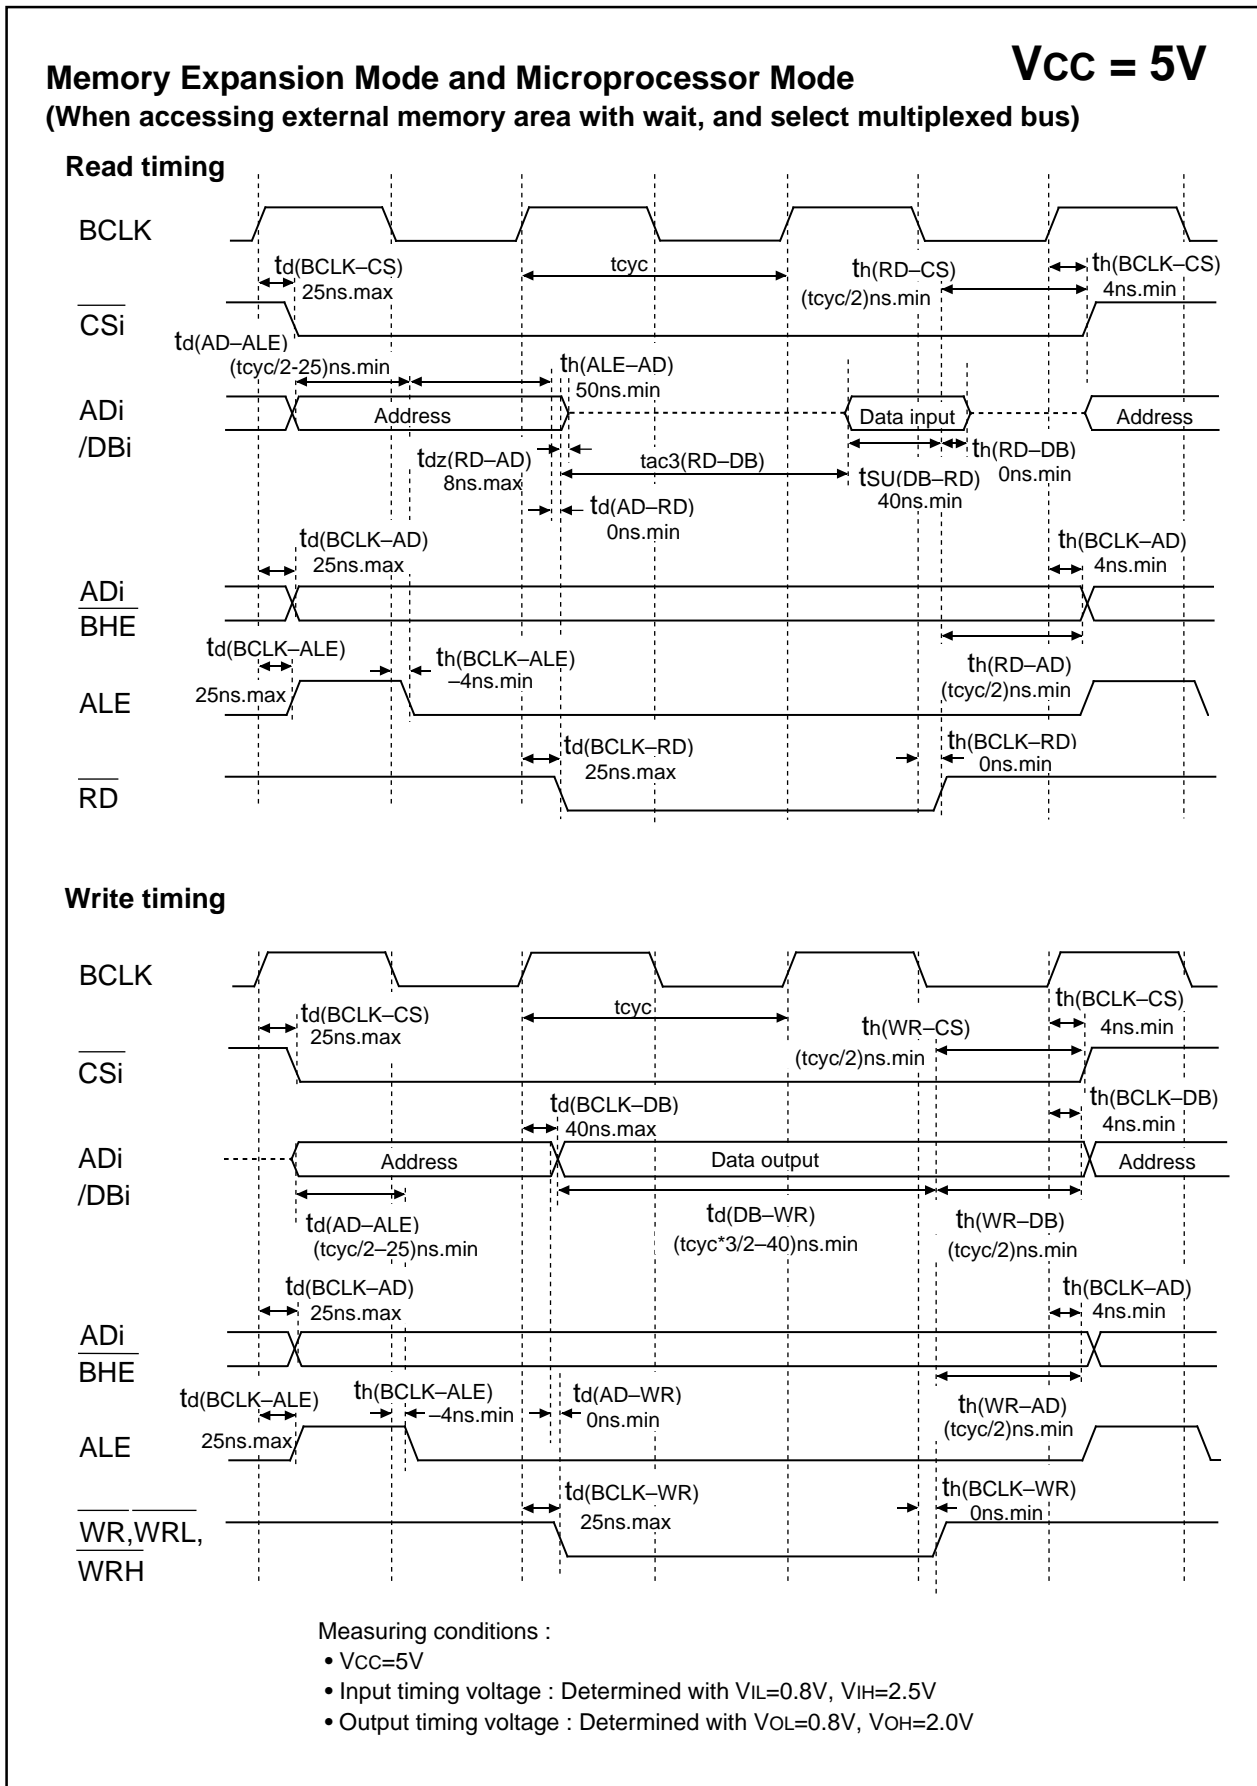 VCC = 5V
Memory Expansion Mode and Microprocessor Mode
(When accessing external memory area with wait, and select multiplexed bus)
Read timing
BCLK
td(BCLK–CS)
25ns.max
tcyc
th(RD–CS)
(tcyc/2)ns.min
th(BCLK–CS)
4ns.min
CSi
td(AD–ALE)
(tcyc/2-25)ns.min
th(ALE–AD)
50ns.min
ADi
/DBi
Address
Data input
Address
tdz(RD–AD)
8ns.max
tac3(RD–DB)
tSU(DB–RD)
40ns.min
th(RD–DB)
0ns.min
td(AD–RD)
0ns.min
td(BCLK–AD)
25ns.max
th(BCLK–AD)
4ns.min
ADi
BHE
td(BCLK–ALE)
25ns.max
th(BCLK–ALE)
–4ns.min
th(RD–AD)
(tcyc/2)ns.min
ALE
td(BCLK–RD)
25ns.max
th(BCLK–RD)
0ns.min
RD
Write timing
BCLK
td(BCLK–CS)
25ns.max
tcyc
th(WR–CS)
(tcyc/2)ns.min
th(BCLK–CS)
4ns.min
CSi
td(BCLK–DB)
40ns.max
th(BCLK–DB)
4ns.min
ADi
/DBi
Address
Data output
Address
td(AD–ALE)
(tcyc/2–25)ns.min
td(DB–WR)
(tcyc*3/2–40)ns.min
th(WR–DB)
(tcyc/2)ns.min
td(BCLK–AD)
25ns.max
th(BCLK–AD)
4ns.min
ADi
BHE
td(BCLK–ALE)
25ns.max
th(BCLK–ALE)
–4ns.min
td(AD–WR)
0ns.min
th(WR–AD)
(tcyc/2)ns.min
ALE
td(BCLK–WR)
25ns.max
th(BCLK–WR)
0ns.min
WR,WRL,
WRH
Measuring conditions :
• VCC=5V
• Input timing voltage : Determined with VIL=0.8V, VIH=2.5V
• Output timing voltage : Determined with VOL=0.8V, VOH=2.0V